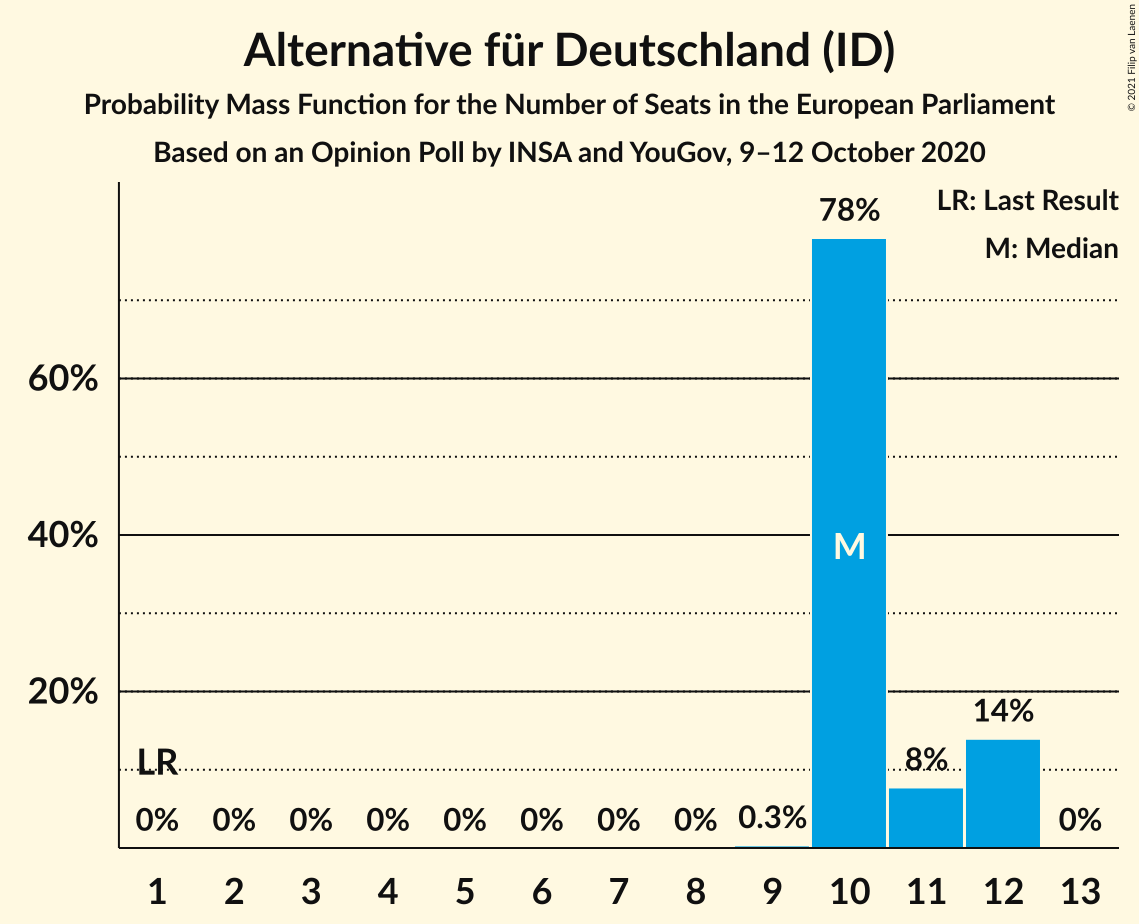 Alternative für Deutschland (ID)
Probability Mass Function for the Number of Seats in the European Parliament
Based on an Opinion Poll by INSA and YouGov, 9–12 October 2020
© 2021 Filip van Laenen
LR: Last Result
M: Median
60%
40%
20%
LR
0% 0% 0% 0% 0% 0% 0% 0% 0.3% 78% 8% 14% 0%
M
1 2 3 4 5 6 7 8 9 10 11 12 13